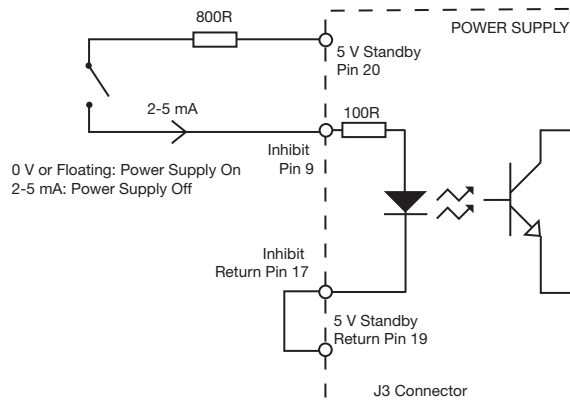 800R
POWER SUPPLY
5 V Standby
Pin 20
2-5 mA
100R
Inhibit
Pin 9
0 V or Floating: Power Supply On
2-5 mA: Power Supply Off
Inhibit
Return Pin 17
5 V Standby
Return Pin 19
J3 Connector